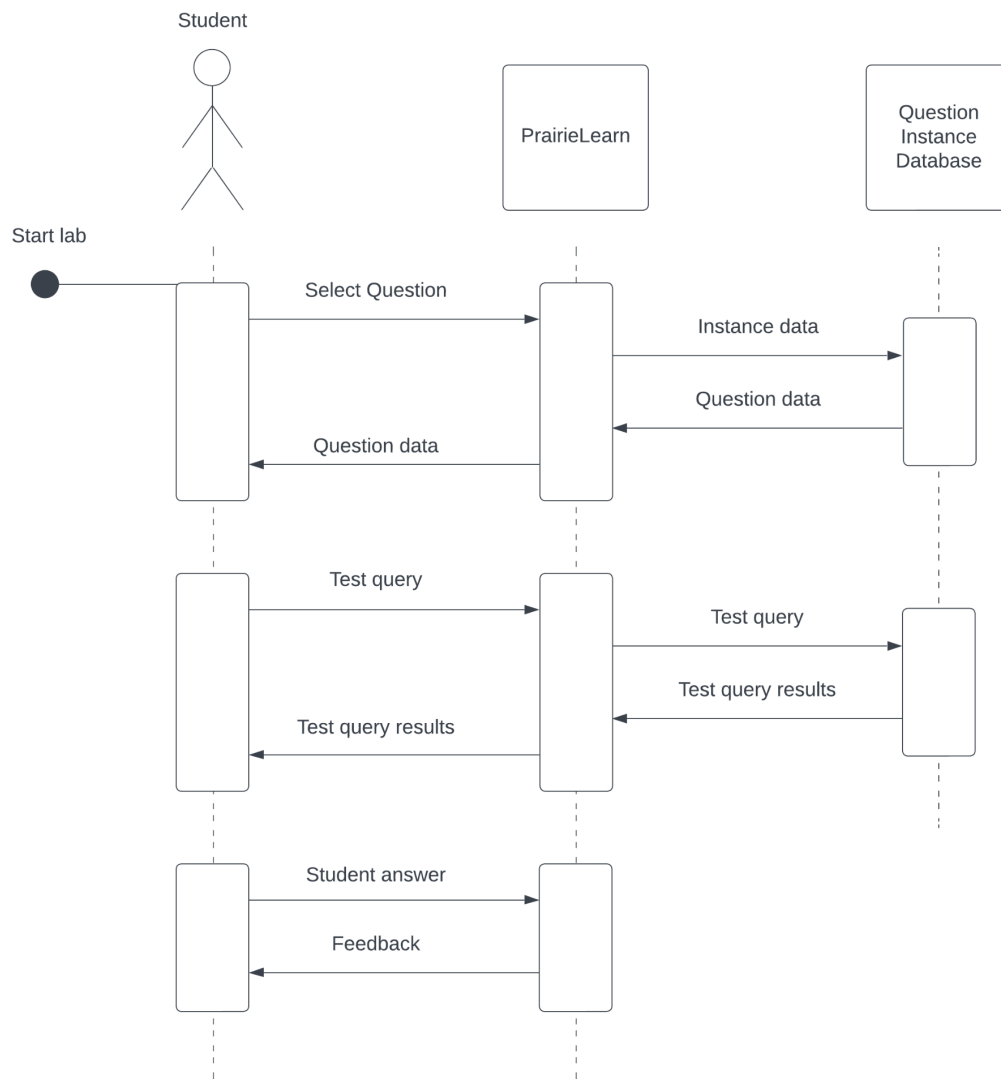 Student
PrairieLearn
Question
Instance
Database
Start lab
Select Question
Instance data
Question data
Question data
Test query
Test query
Test query results
Test query results
Student answer
Feedback